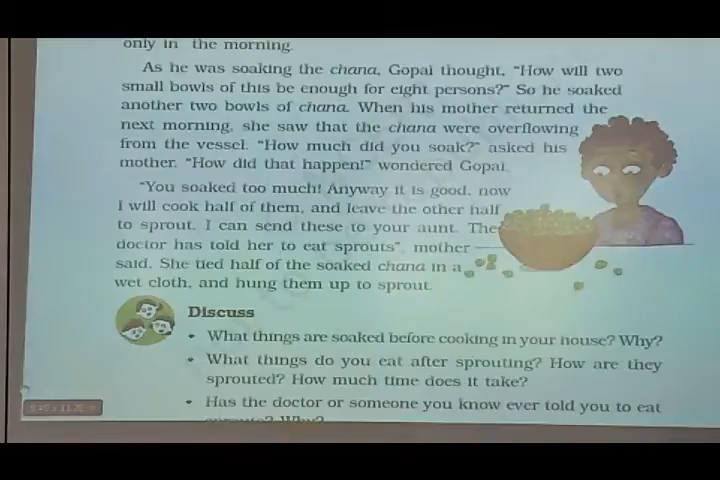 only in the morning.
As he was soaking the chana, Gopal thought, "How will two
small bowls of this be enough for eight persons?" So he soaked
another two bowls of chana. When his mother returned the
next morning, she saw that the chana were overflowing
from the vessel. "How much did you soak?" asked his
mother. "How did that happen!" wondered Gopal.
"You soaked too much! Anyway it is good, now
I will cook half of them, and leave the other half
to sprout. I can send these to your aunt. The
doctor has told her to eat sprouts", mother
said. She tied half of the soaked chana in a
wet cloth, and hung them up to sprout.
Discuss
• What things are soaked before cooking in your house? Why?
• What things do you eat after sprouting? How are they
sprouted? How much time does it take?
• Has the doctor or someone you know ever told you to eat
sprouts? Why?